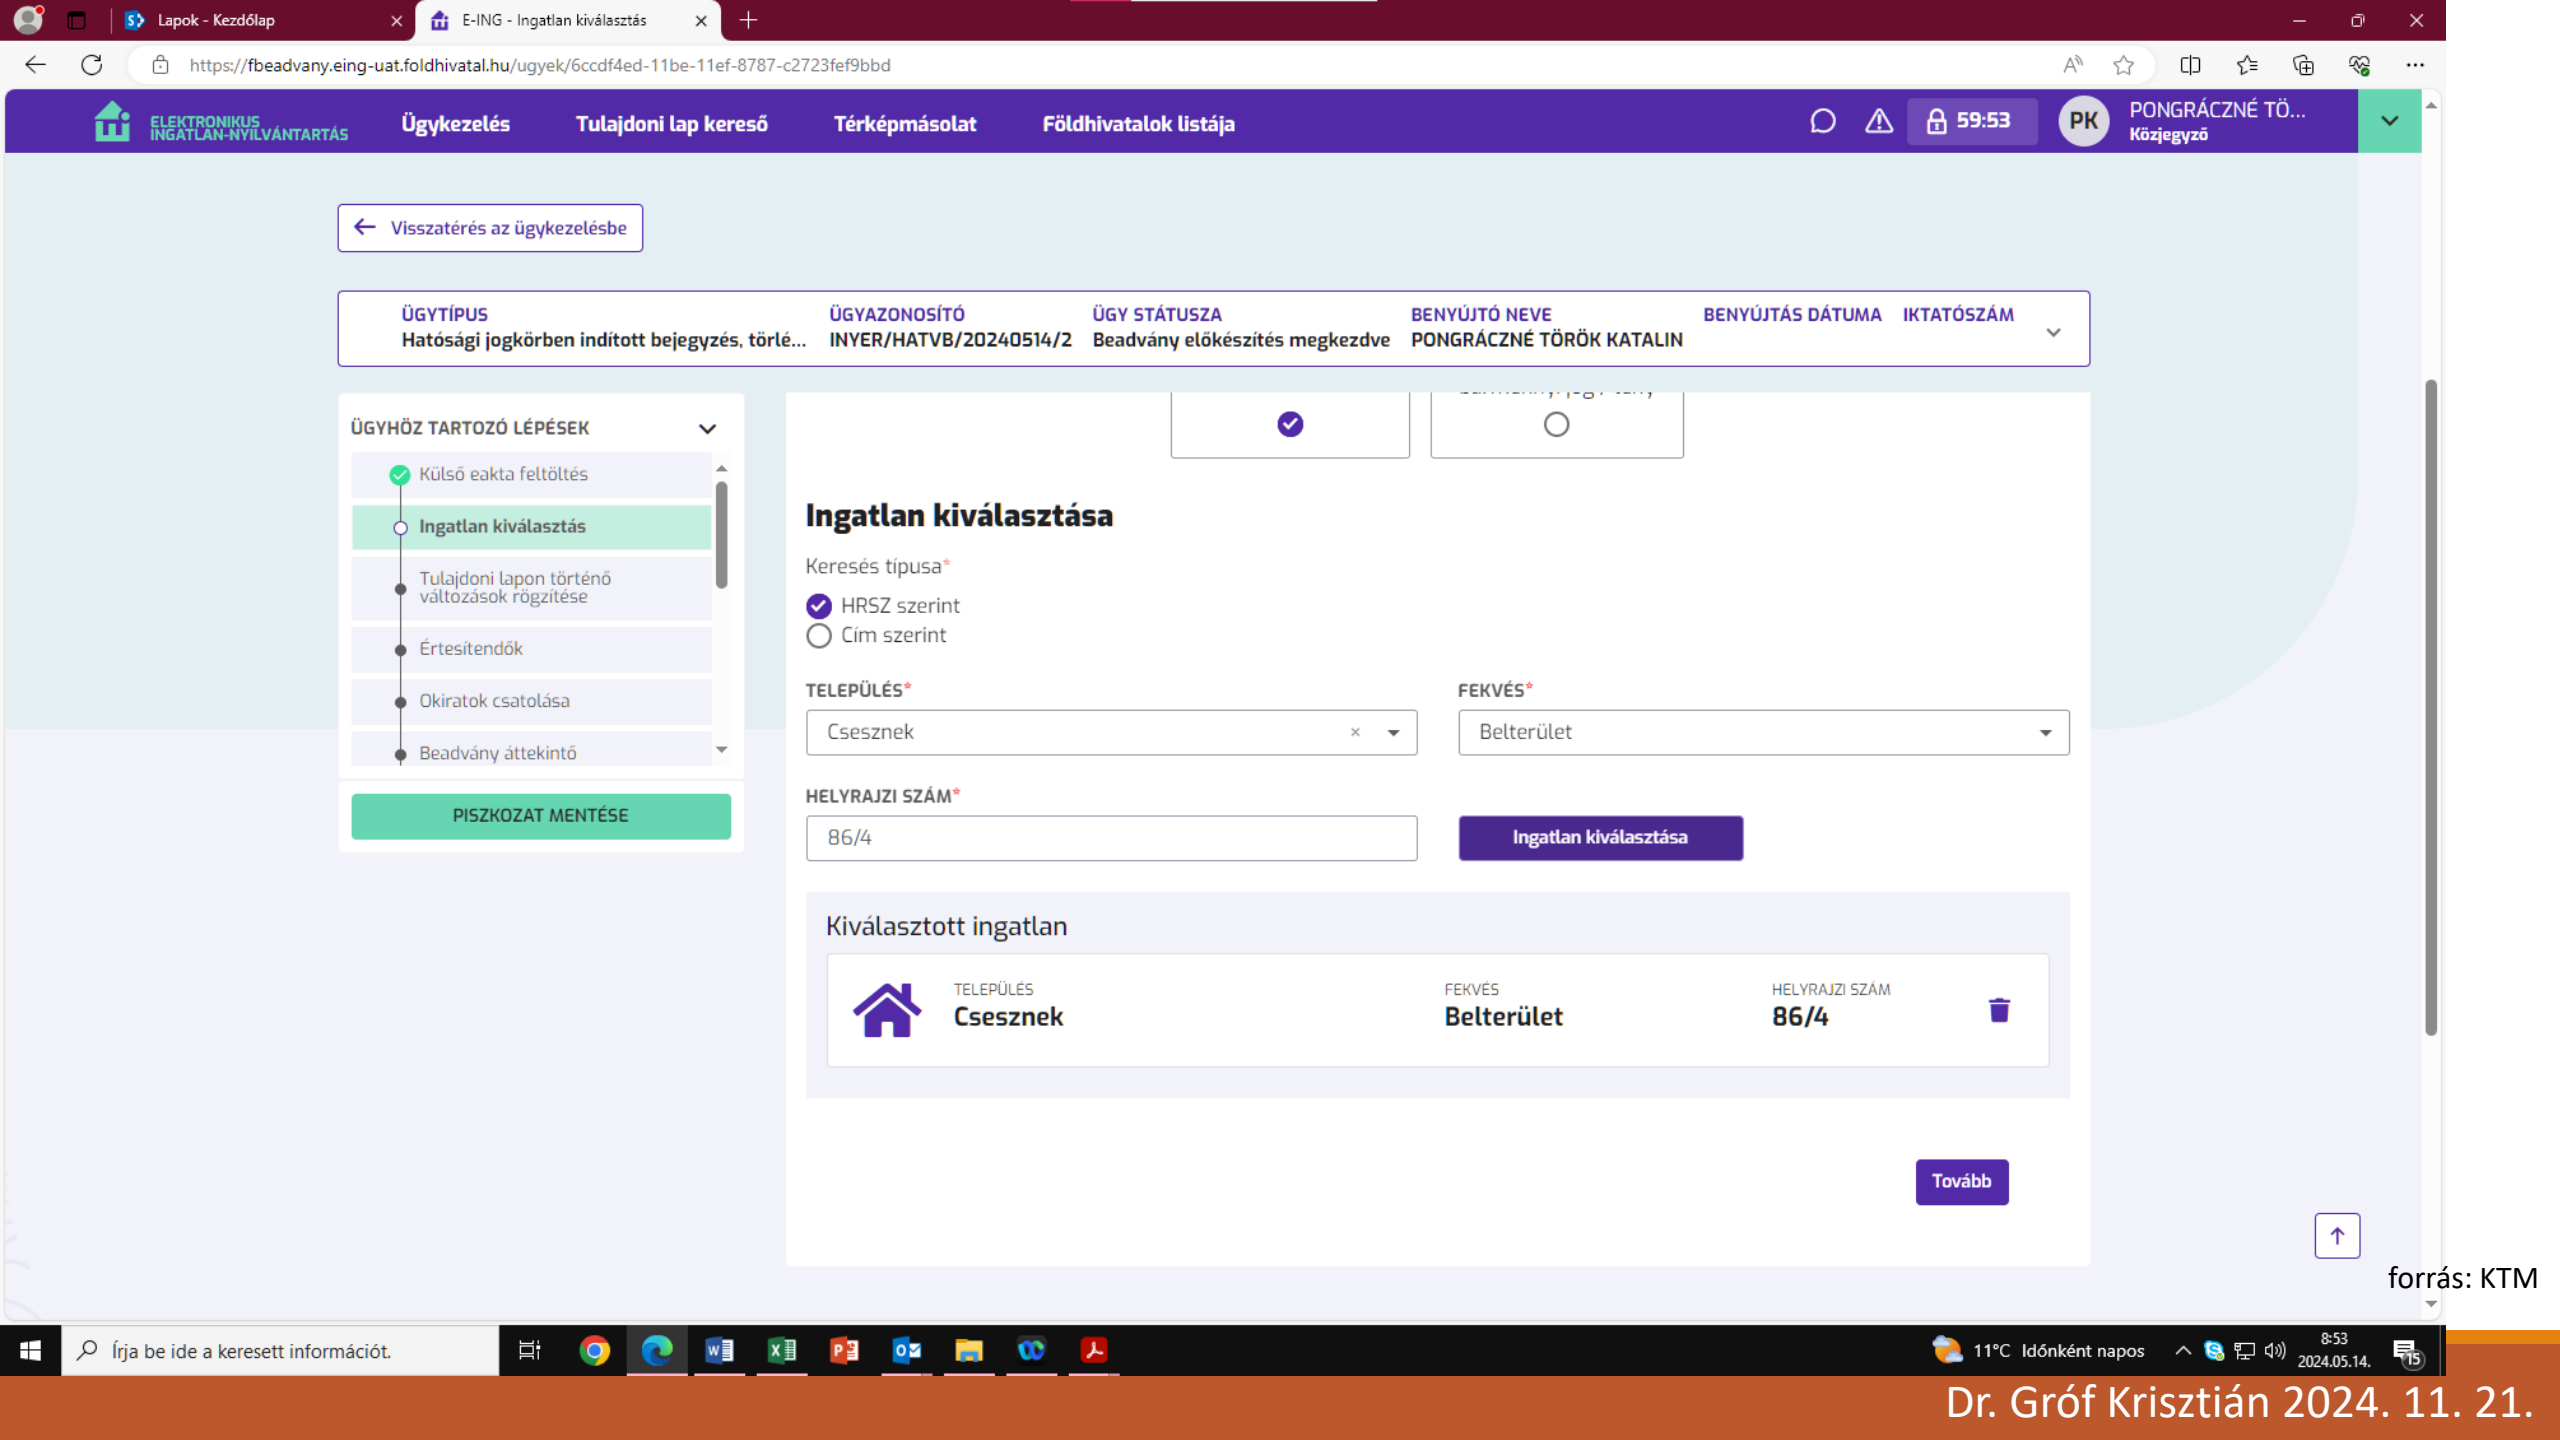 Lapok - Kezdőlap
E-ING - Ingatlan kiválasztás
https://fbeadvany.eing-uat.foldhivatal.hu/ugyek/6ccdf4ed-11be-11ef-8787-c2723fef9bbd
ELEKTRONIKUS
INGATLAN-NYILVÁNTARTÁS
Ügykezelés
Tulajdoni lap kereső
Térképmásolat
Földhivatalok listája
59:53
PK
PONGRÁCZNÉ TÖ...
Közjegyző
Visszatérés az ügykezelésbe
ÜGYTÍPUS
Hatósági jogkörben indított bejegyzés, törlé...
ÜGYAZONOSÍTÓ
INYER/HATVB/20240514/2
ÜGY STÁTUSZA
Beadvány előkészítés megkezdve
BENYÚJTÓ NEVE
PONGRÁCZNÉ TÖRÖK KATALIN
BENYÚJTÁS DÁTUMA
IKTATÓSZÁM
ÜGYHÖZ TARTOZÓ LÉPÉSEK
Külső eakta feltöltés
Ingatlan kiválasztás
Tulajdoni lapon történő
változások rögzítése
Értesítendők
Okiratok csatolása
Beadvány áttekintő
PISZKOZAT MENTÉSE
Ingatlan kiválasztása
Keresés típusa*
HRSZ szerint
Cím szerint
TELEPÜLÉS*
Csesznek
FEKVÉS*
Belterület
HELYRAJZI SZÁM*
86/4
Ingatlan kiválasztása
Kiválasztott ingatlan
TELEPÜLÉS
Csesznek
FEKVÉS
Belterület
HELYRAJZI SZÁM
86/4
Tovább
forrás: KTM
Írja be ide a keresett információt.
11°C Időnként napos
8:53
2024.05.14.
15
Dr. Gróf Krisztián 2024. 11. 21.